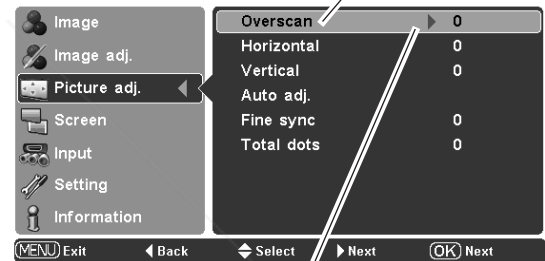 Image
Image adj.
Picture adj.
Screen
Input
Setting
Information
Overscan 0
Horizontal 0
Vertical 0
Auto adj.
Fine sync 0
Total dots 0
MENU Exit Back Select Next OK Next